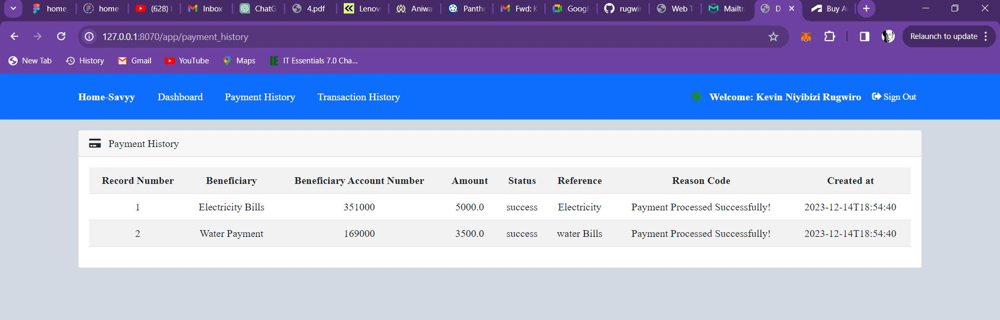 home_ home- (628) Inbox ChatG 4.pdf Lenov Aniwa Panthe Fwd: K Googl rugwir Web T Mailtr D Buy A
127.0.0.1:8070/app/payment_history Relaunch to update
New Tab History Gmail YouTube Maps IT Essentials 7.0 Cha...
Home-Savyy Dashboard Payment History Transaction History Welcome: Kevin Niyibizi Rugwiro Sign Out
Payment History
Record Number Beneficiary Beneficiary Account Number Amount Status Reference Reason Code Created at
1 Electricity Bills 351000 5000.0 success Electricity Payment Processed Successfully! 2023-12-14T18:54:40
2 Water Payment 169000 3500.0 success water Bills Payment Processed Successfully! 2023-12-14T18:54:40